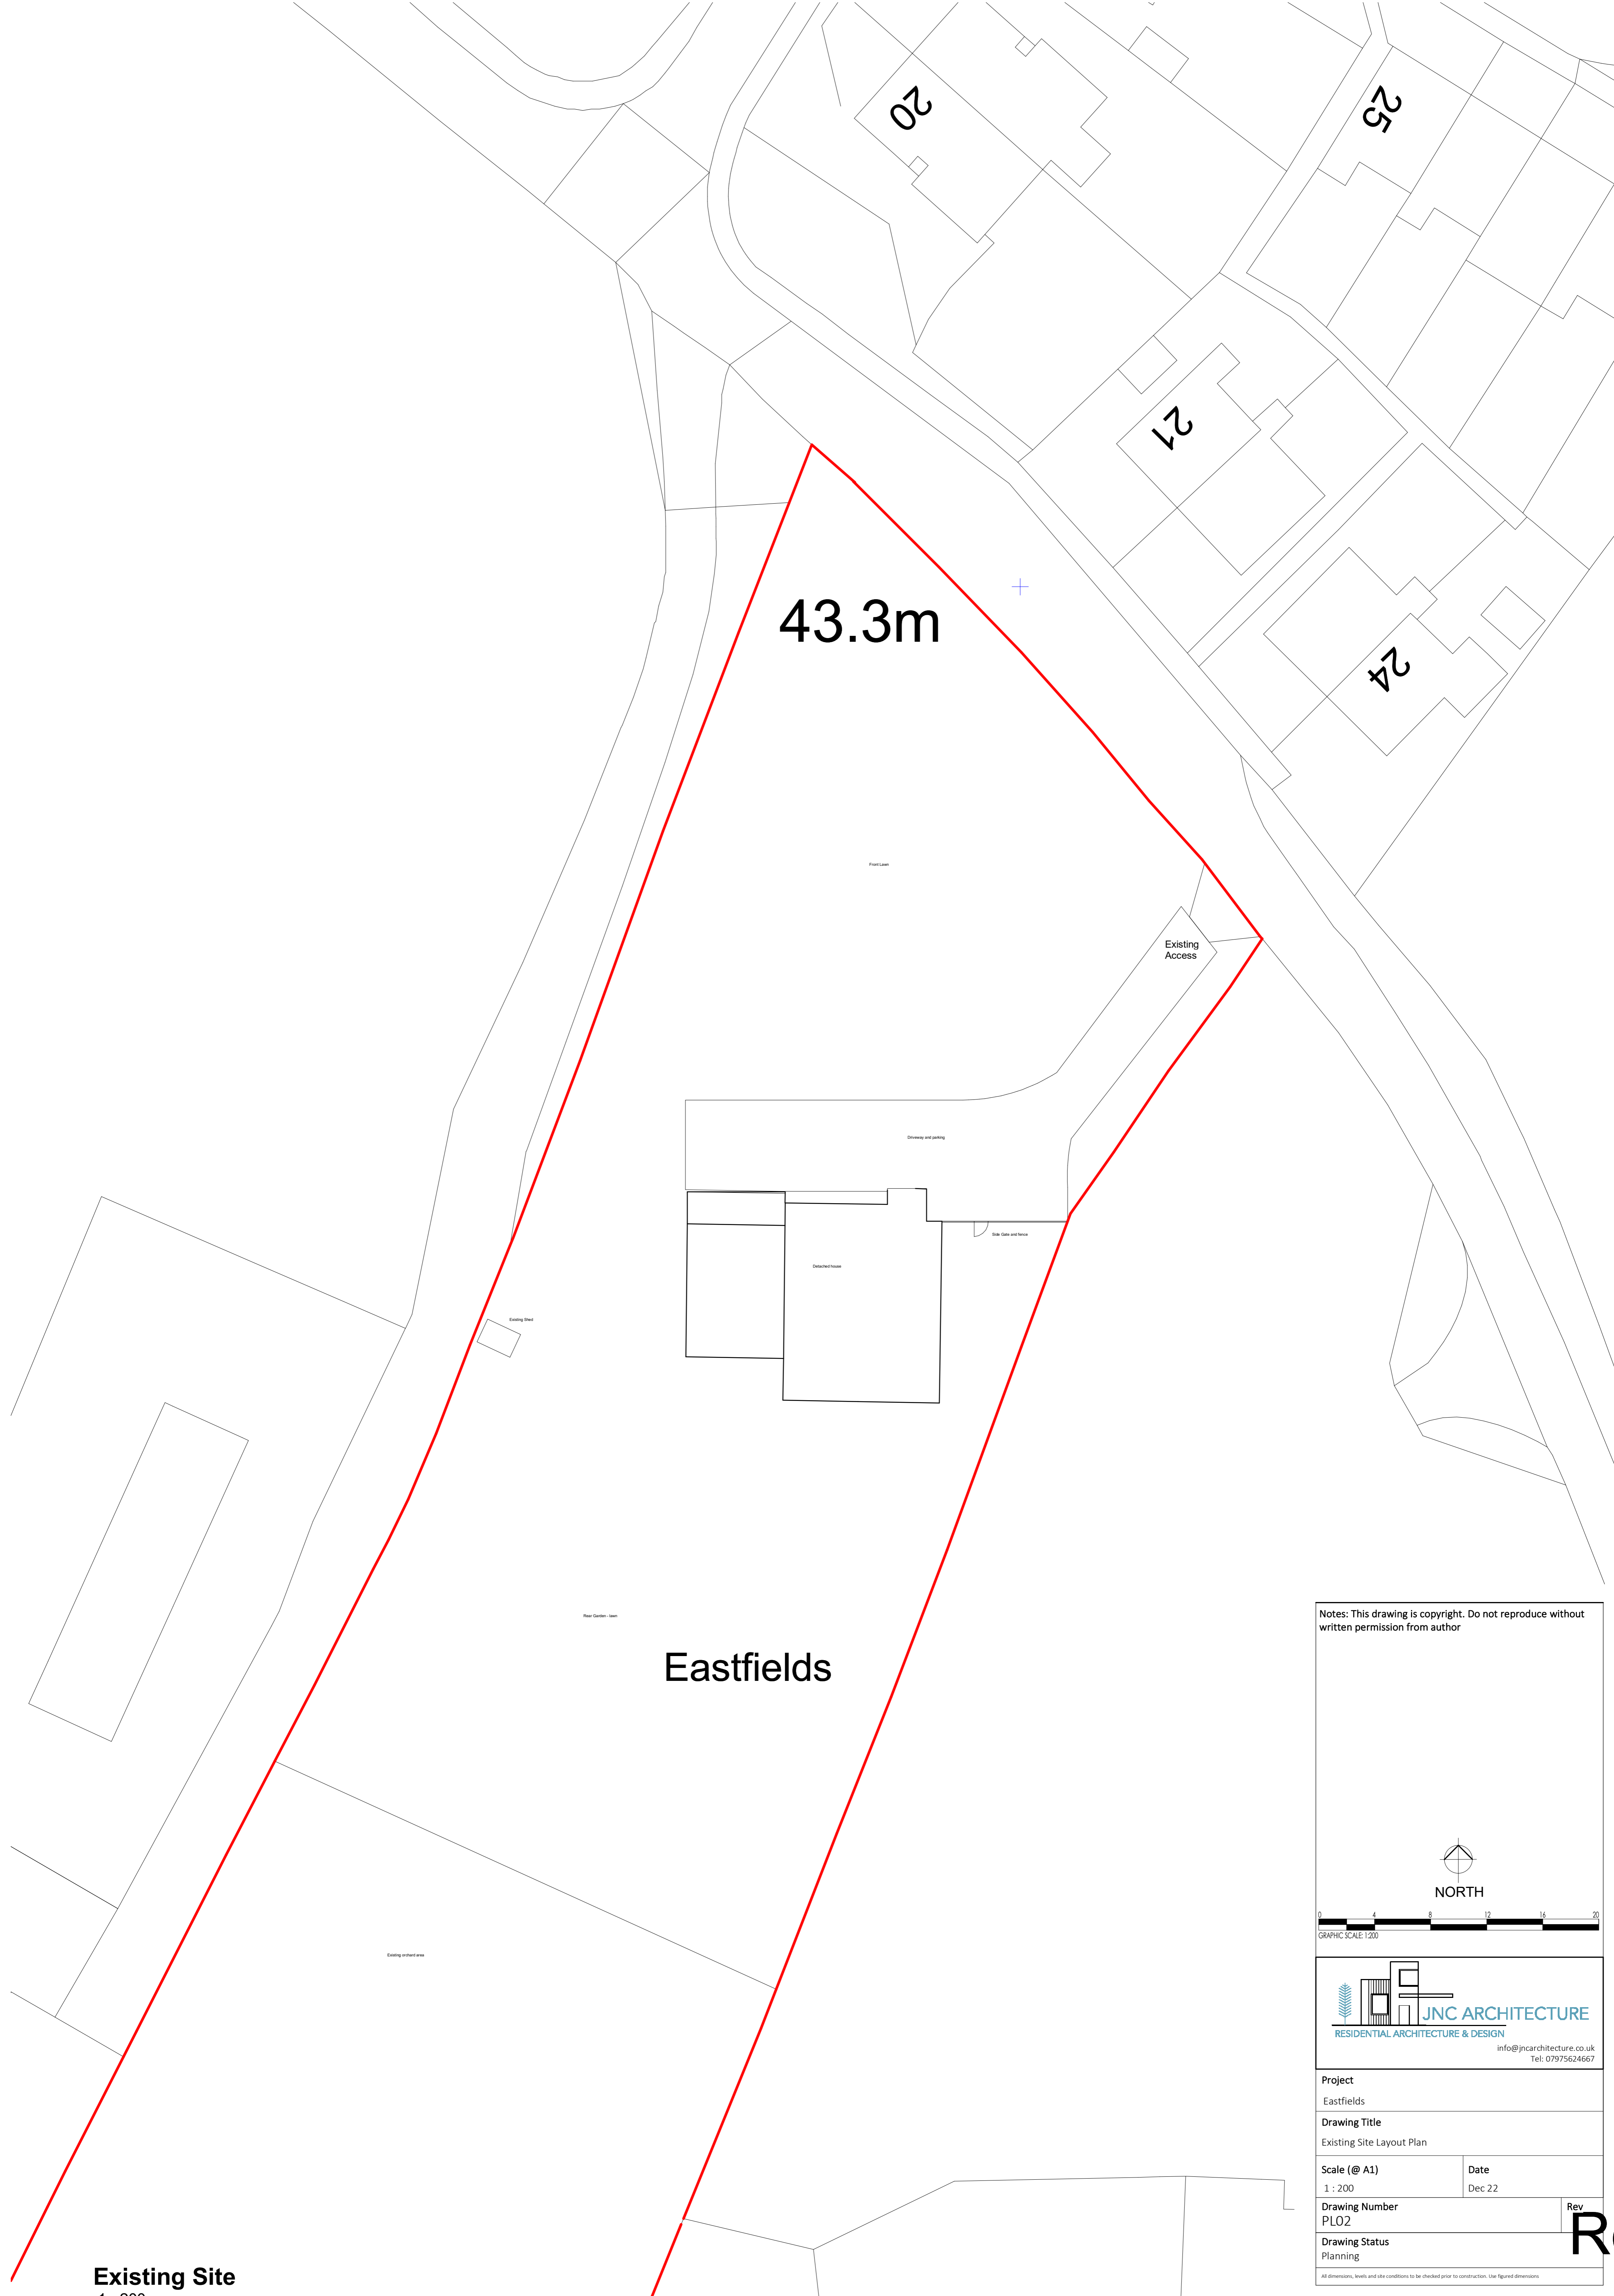 20
25
21
24
43.3m
Front Lawn
Existing
Access
Driveway and parking
Side Gate and fence
Detached house
Existing Shed
Rear Garden - lawn
Eastfields
Existing orchard area
Existing Site
Notes: This drawing is copyright. Do not reproduce without
written permission from author
NORTH
0 4 8 12 16 20
GRAPHIC SCALE: 1:200
JNC ARCHITECTURE
RESIDENTIAL ARCHITECTURE & DESIGN
info@jncarchitecture.co.uk
Tel: 07975624667
Project
Eastfields
Drawing Title
Existing Site Layout Plan
Scale (@ A1)
1 : 200
Date
Dec 22
Drawing Number
PL02
Rev
Drawing Status
Planning
All dimensions, levels and site conditions to be checked prior to construction. Use figured dimensions